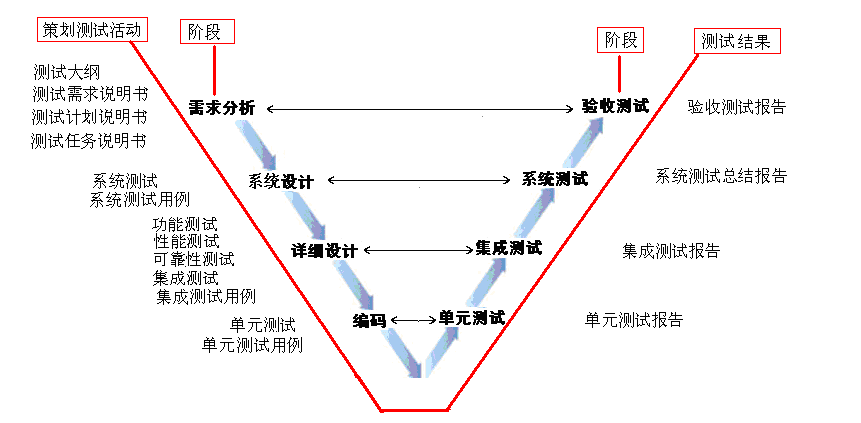 策划测试活动
阶段
阶段
测试结果
测试大纲
测试需求说明书
测试计划说明书
测试任务说明书
需求分析
验收测试
验收测试报告
系统测试
系统测试用例
系统设计
系统测试
系统测试总结报告
功能测试
性能测试
可靠性测试
集成测试
集成测试用例
详细设计
集成测试
集成测试报告
单元测试
单元测试用例
编码
单元测试
单元测试报告